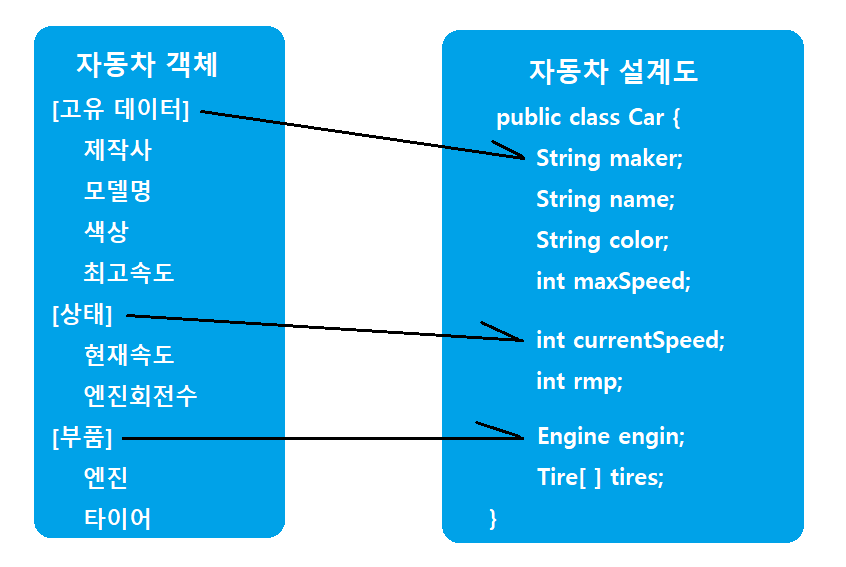 자동차 객체
[고유 데이터]
제작사
모델명
색상
최고속도
[상태]
현재속도
엔진회전수
[부품]
엔진
타이어
자동차 설계도
public class Car {
String maker;
String name;
String color;
int maxSpeed;
int currentSpeed;
int rmp;
Engine engin;
Tire[ ] tires;
}